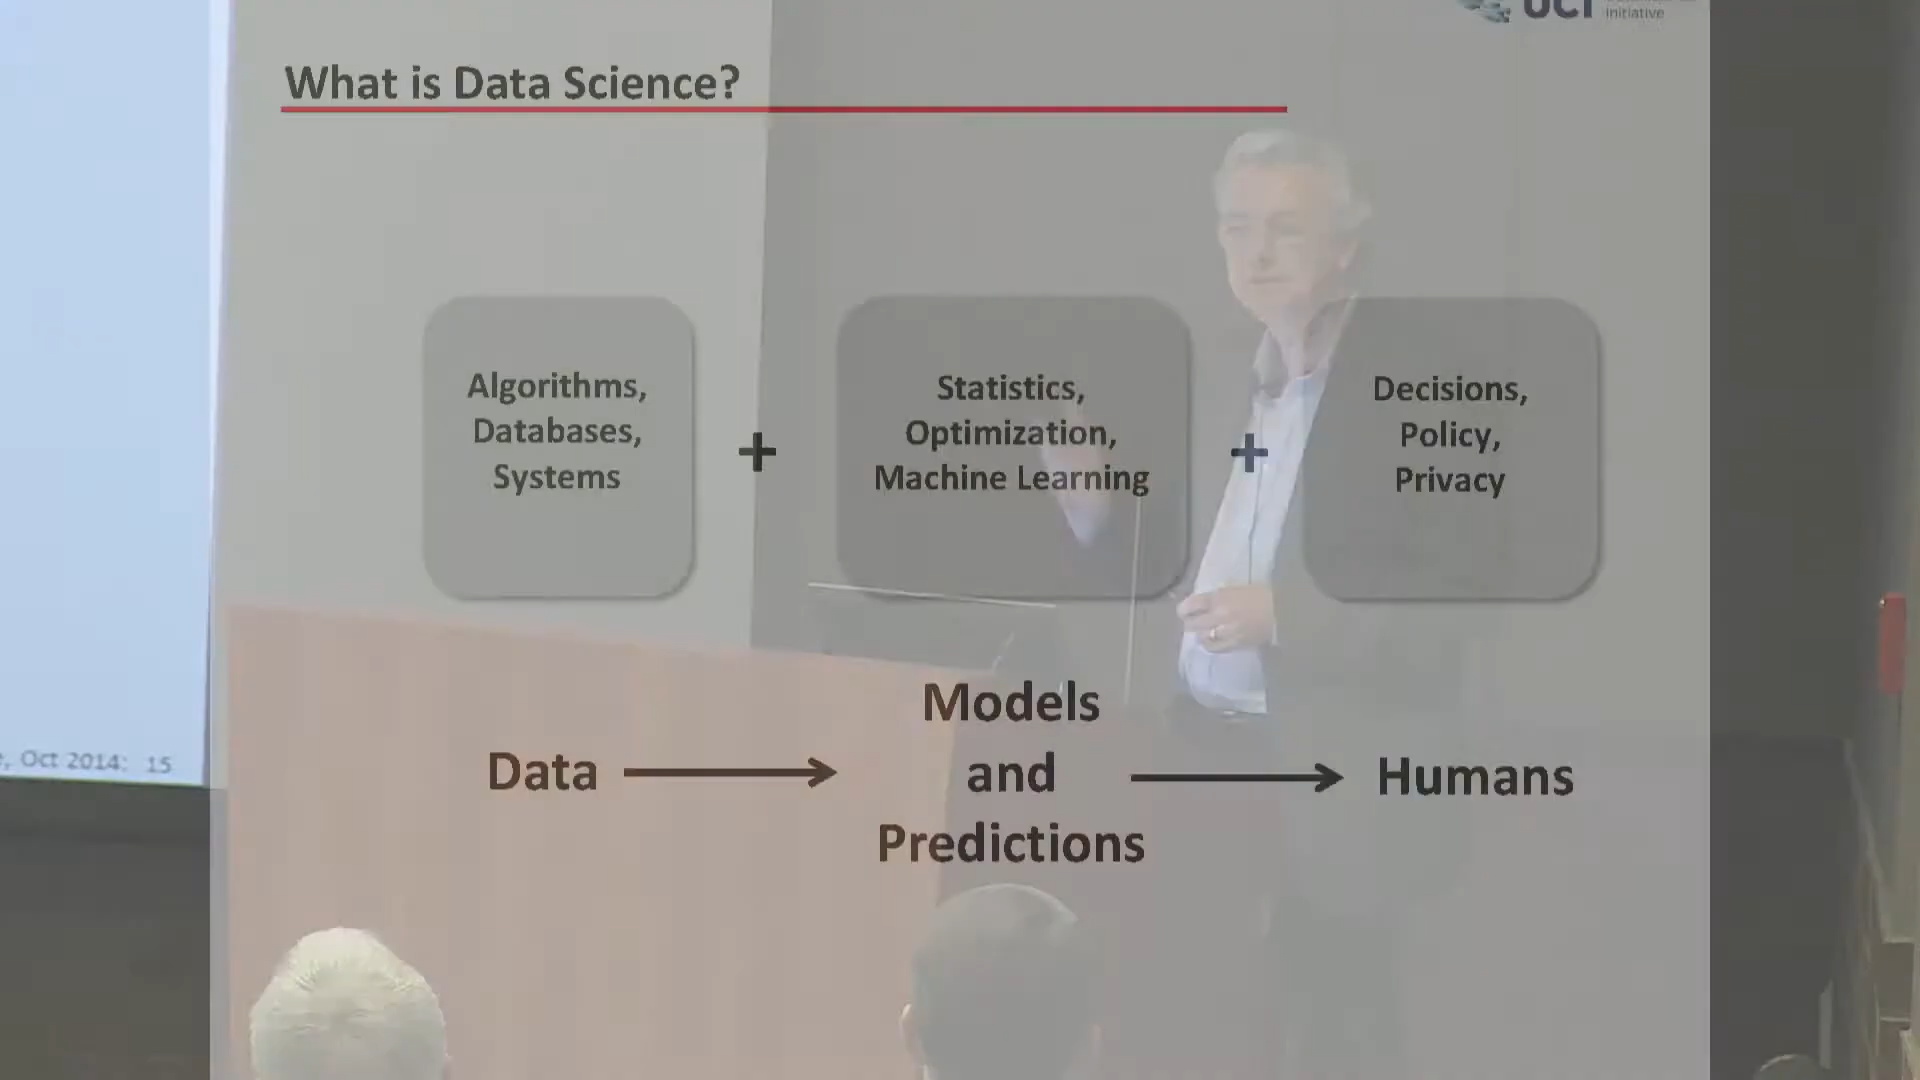 UCI
Initiative
What is Data Science?
Algorithms,
Databases,
Systems
+
Statistics,
Optimization,
Machine Learning
+
Decisions,
Policy,
Privacy
Data
Models
and
Predictions
Humans
, Oct 2014: 15